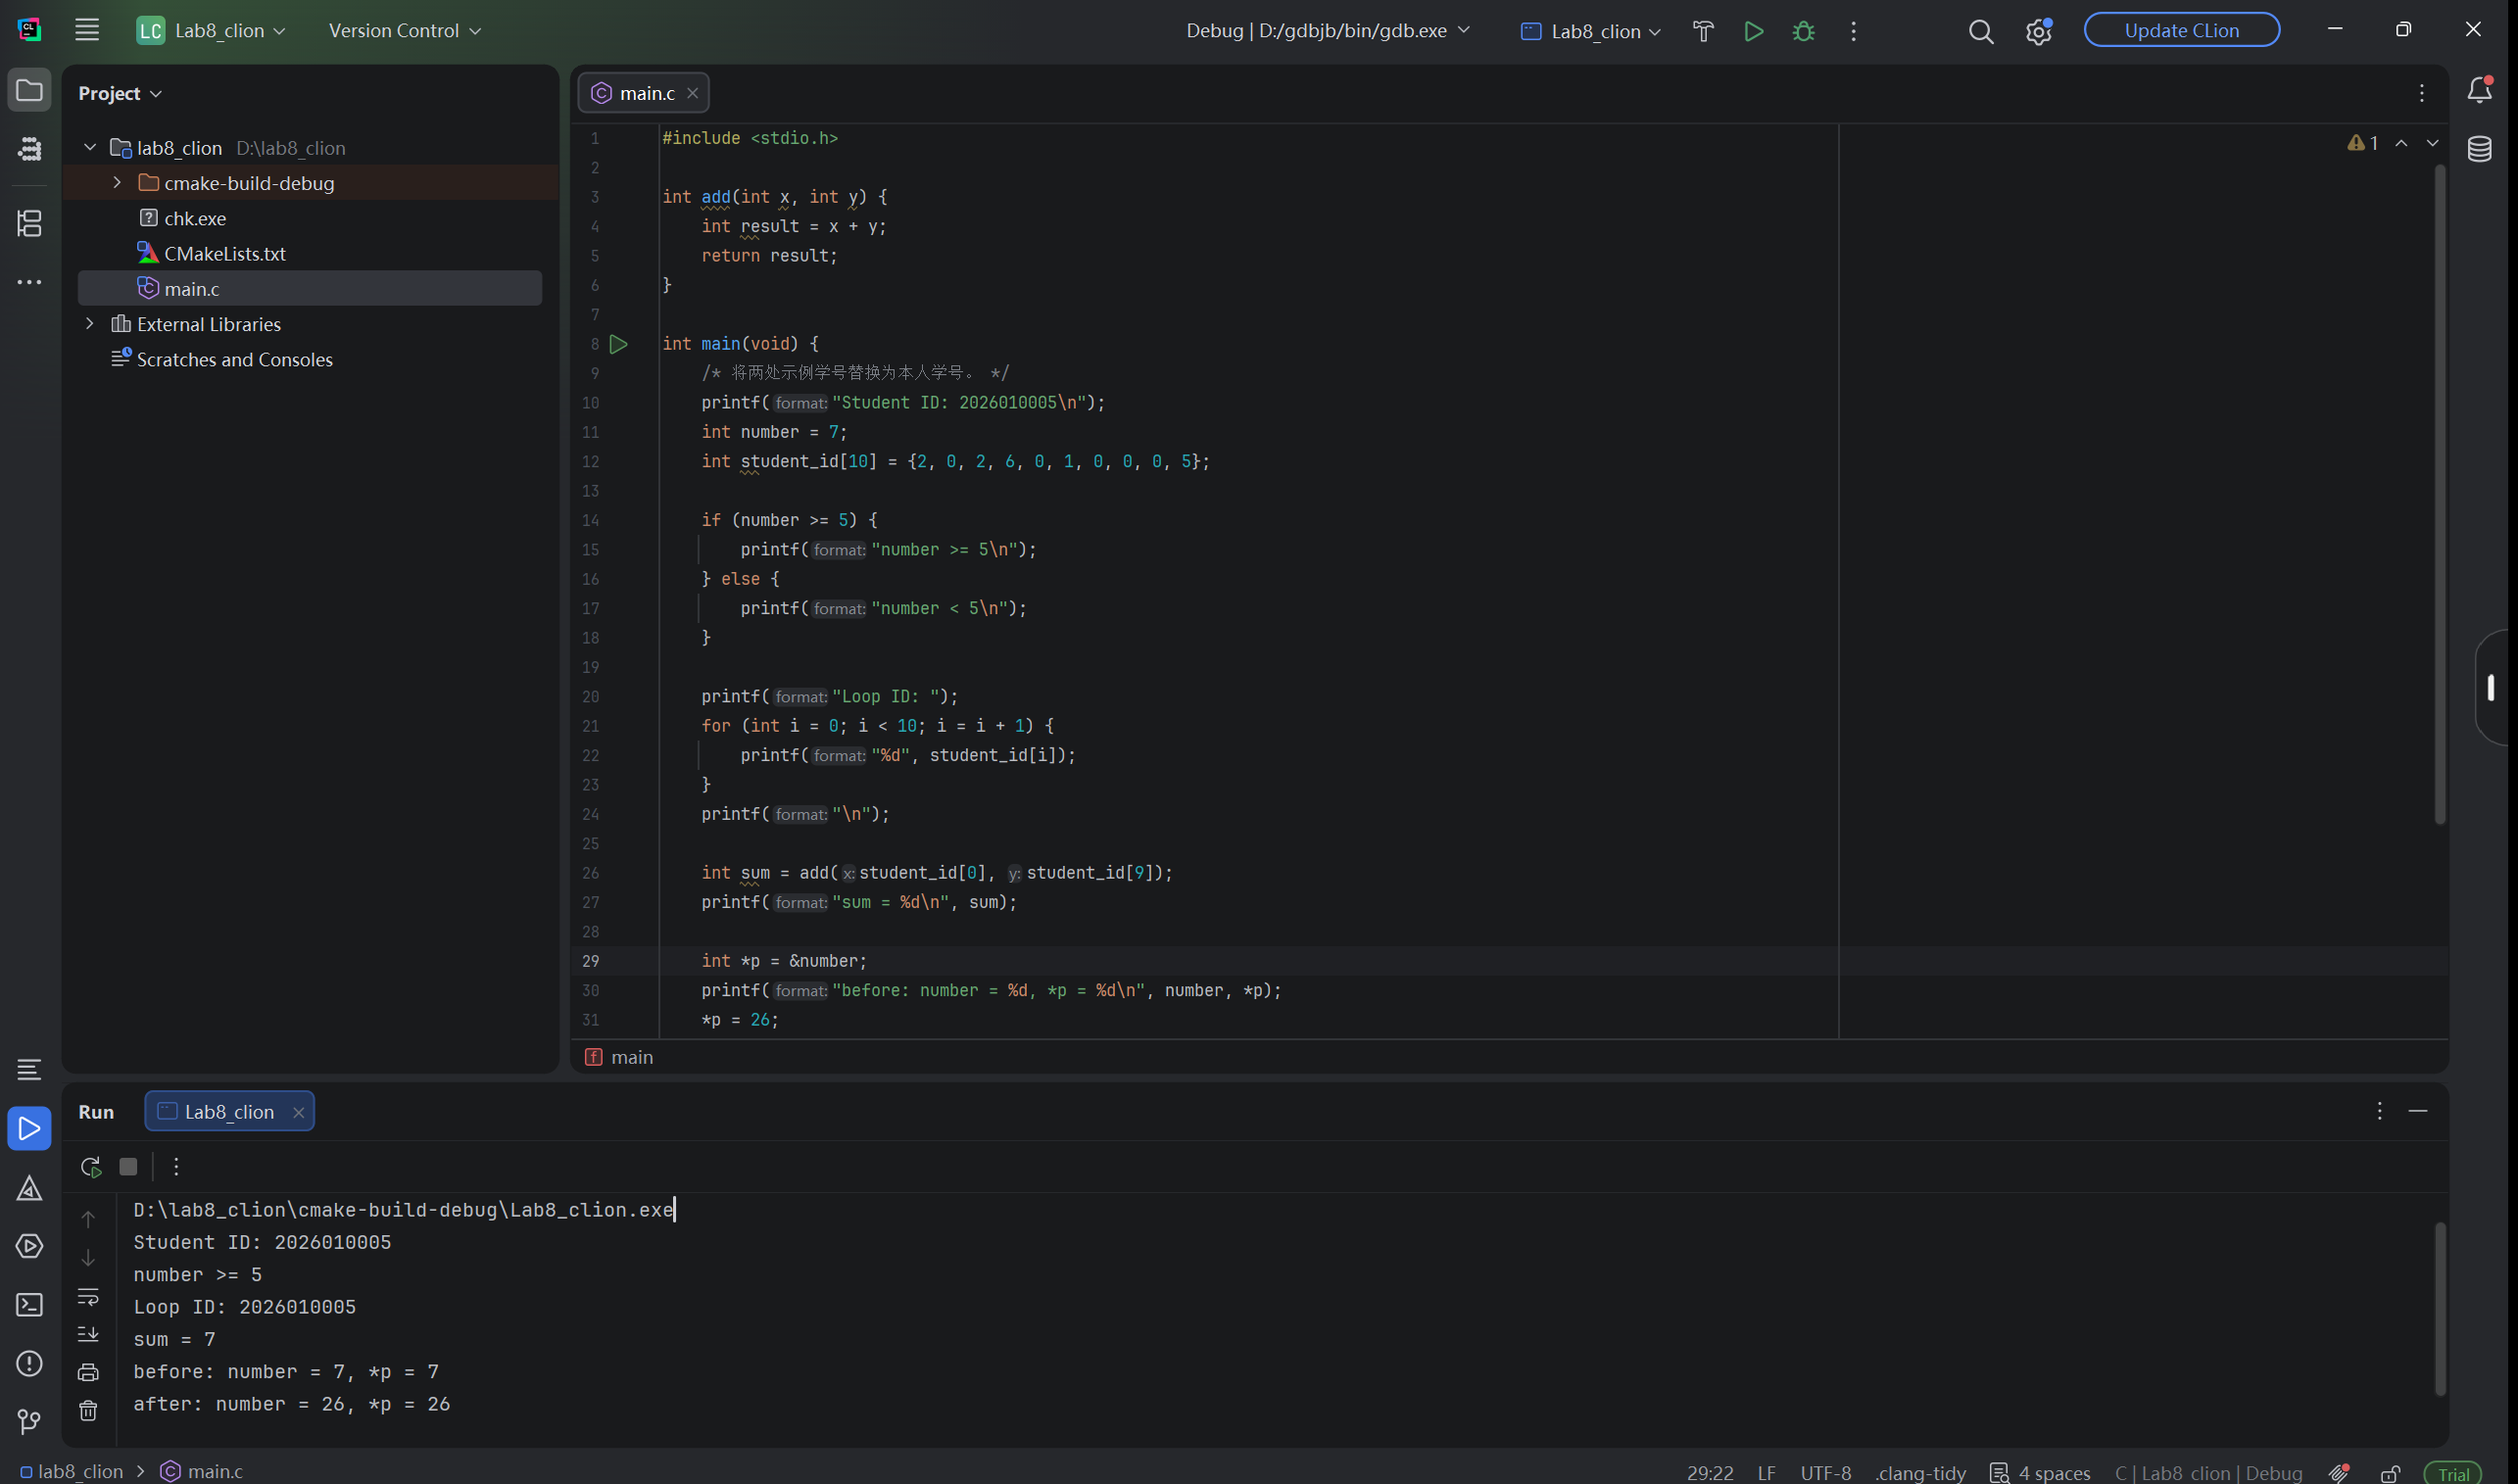 LC Lab8_clion Version Control Debug | D:/gdbjb/bin/gdb.exe Lab8_clion Update CLion
Project
lab8_clion D:\lab8_clion
cmake-build-debug
chk.exe
CMakeLists.txt
main.c
External Libraries
Scratches and Consoles
main.c
1
1 #include <stdio.h>
2
3 int add(int x, int y) {
4     int result = x + y;
5     return result;
6 }
7
8 int main(void) {
9     /* 将两处示例学号替换为本人学号。 */
10     printf(format: "Student ID: 2026010005\n");
11     int number = 7;
12     int student_id[10] = {2, 0, 2, 6, 0, 1, 0, 0, 0, 5};
13
14     if (number >= 5) {
15         printf(format: "number >= 5\n");
16     } else {
17         printf(format: "number < 5\n");
18     }
19
20     printf(format: "Loop ID: ");
21     for (int i = 0; i < 10; i = i + 1) {
22         printf(format: "%d", student_id[i]);
23     }
24     printf(format: "\n");
25
26     int sum = add(x: student_id[0], y: student_id[9]);
27     printf(format: "sum = %d\n", sum);
28
29     int *p = &number;
30     printf(format: "before: number = %d, *p = %d\n", number, *p);
31     *p = 26;
f main
Run Lab8_clion
D:\lab8_clion\cmake-build-debug\Lab8_clion.exe
Student ID: 2026010005
number >= 5
Loop ID: 2026010005
sum = 7
before: number = 7, *p = 7
after: number = 26, *p = 26
lab8_clion > main.c 29:22 LF UTF-8 .clang-tidy 4 spaces C | Lab8_clion | Debug Trial